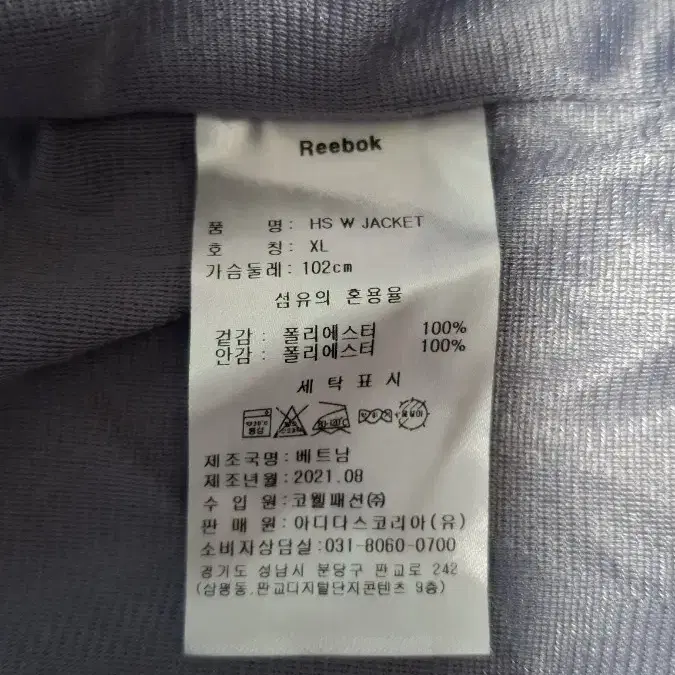 Reebok
품 명: HS W JACKET
호 칭: XL
가슴둘레: 102cm
섬유의 혼용율
겉감: 폴리에스터 100%
안감: 폴리에스터 100%
세탁표시
제조국명: 베트남
제조년월: 2021.08
수 입 원: 코웰패션㈜
판 매 원: 아디다스코리아(유)
소비자상담실: 031-8060-0700
경기도 성남시 분당구 판교로 242
(삼평동,판교디지털단지콘텐츠 9층)